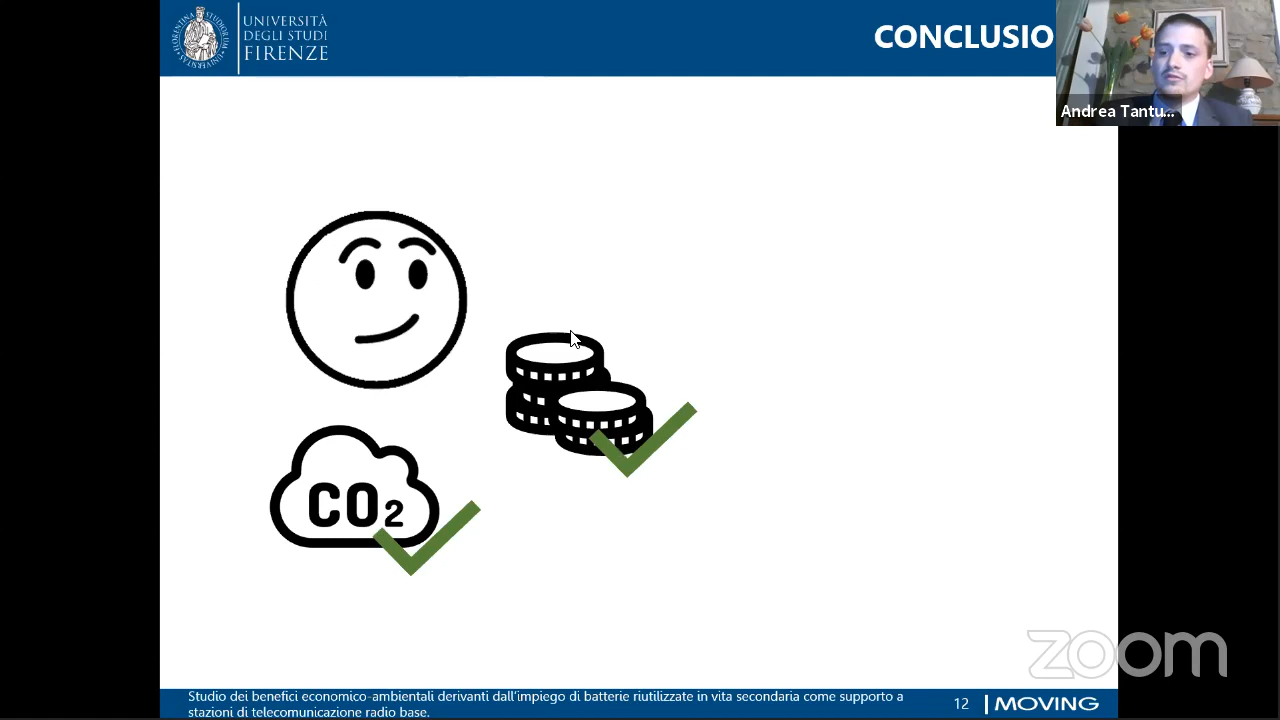 UNIVERSITÀ
DEGLI STUDI
FIRENZE
CONCLUSIO
Andrea Tantu...
CO2
zoom
Studio dei benefici economico-ambientali derivanti dall'impiego di batterie riutilizzate in vita secondaria come supporto a
stazioni di telecomunicazione radio base.
12
MOVING